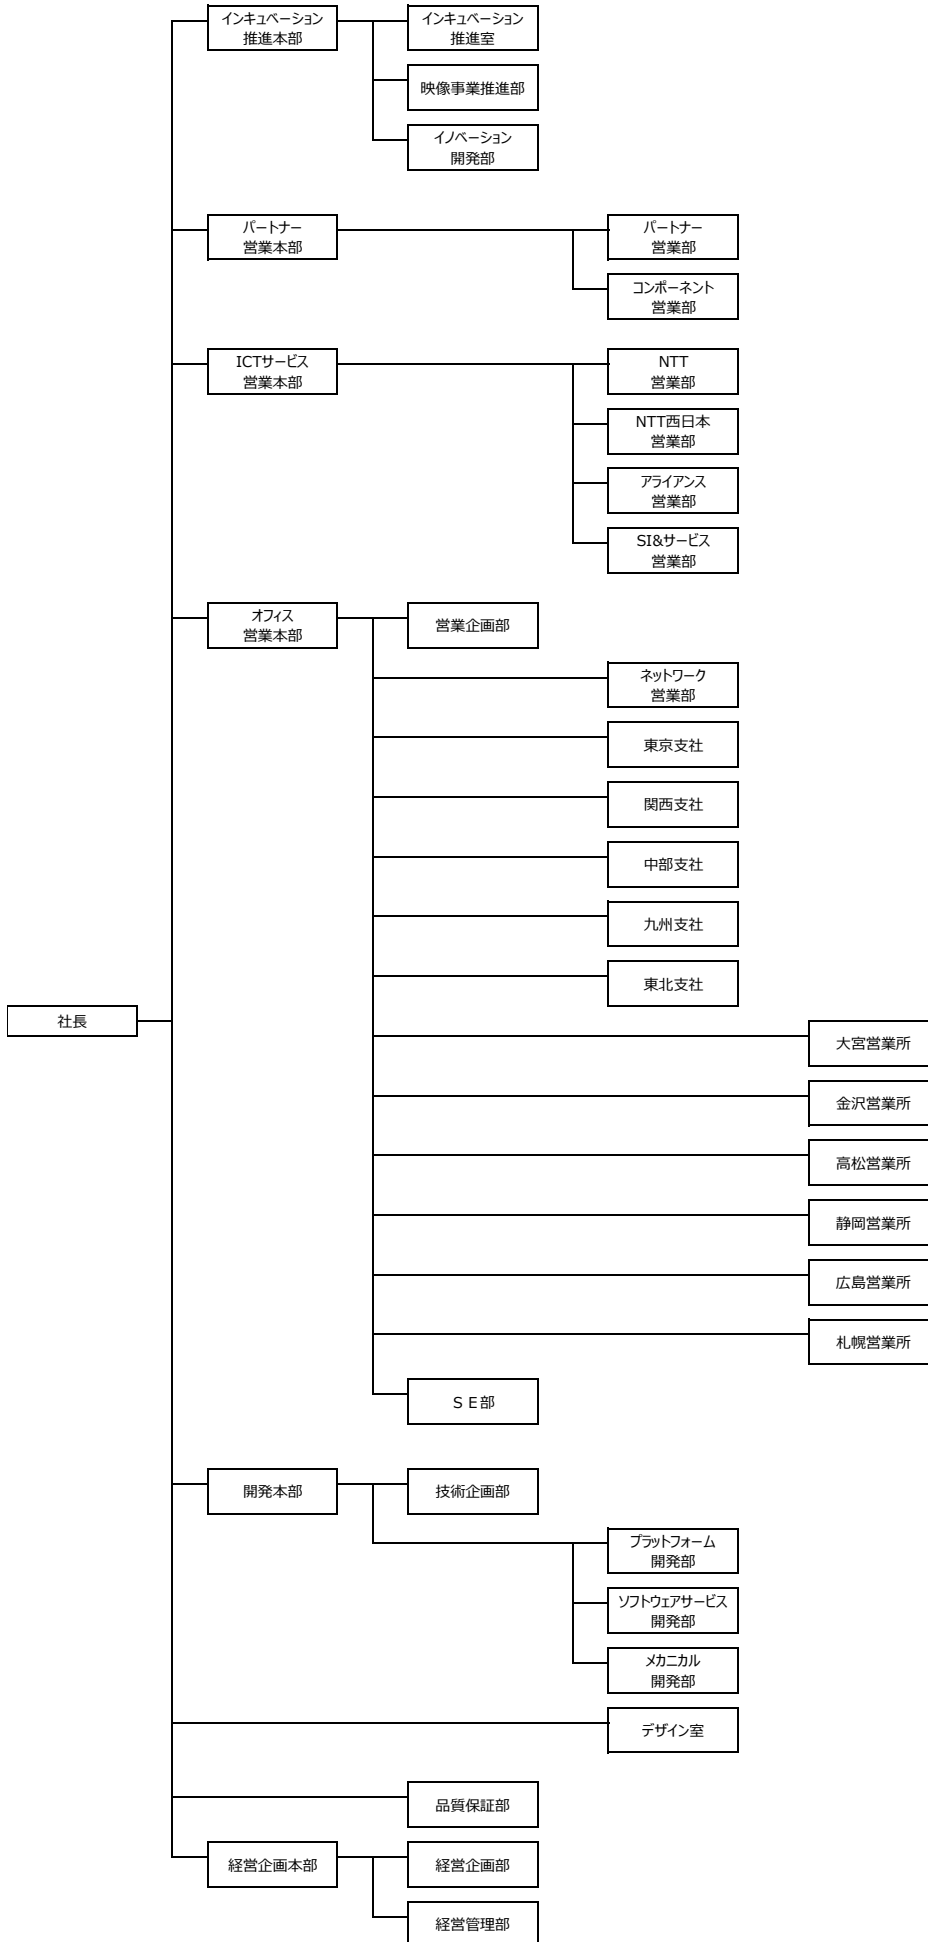 インキュベーション
推進本部
インキュベーション
推進室
映像事業推進部
イノベーション
開発部
パートナー
営業本部
パートナー
営業部
コンポーネント
営業部
ICTサービス
営業本部
NTT
営業部
NTT西日本
営業部
アライアンス
営業部
SI&サービス
営業部
オフィス
営業本部
営業企画部
ネットワーク
営業部
東京支社
関西支社
中部支社
九州支社
東北支社
社長
大宮営業所
金沢営業所
高松営業所
静岡営業所
広島営業所
札幌営業所
ＳＥ部
開発本部
技術企画部
プラットフォーム
開発部
ソフトウェアサービス
開発部
メカニカル
開発部
デザイン室
品質保証部
経営企画本部
経営企画部
経営管理部